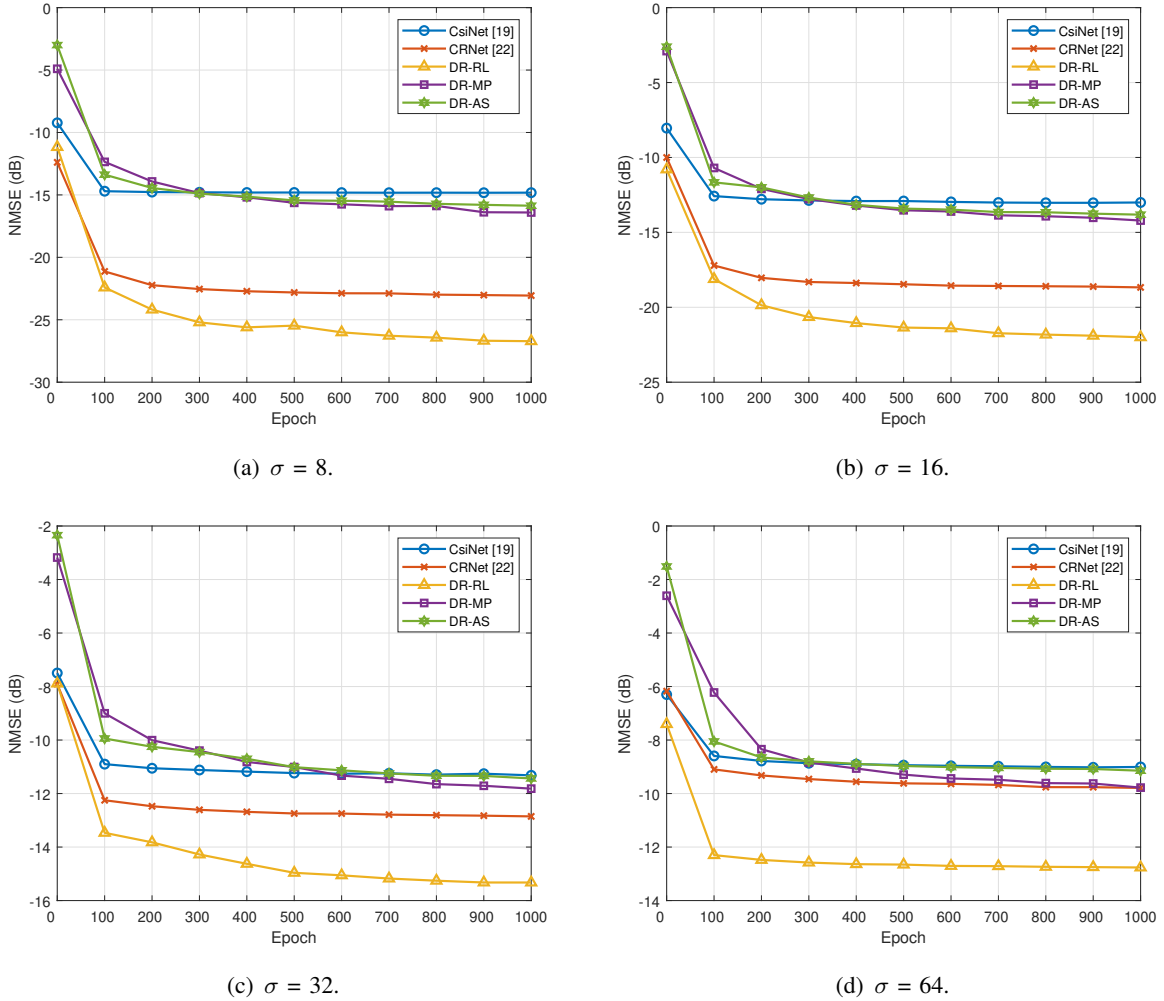 0
-5
-10
-15
-20
-25
-30
NMSE (dB)
0 100 200 300 400 500 600 700 800 900 1000
Epoch
CsiNet [19]
CRNet [22]
DR-RL
DR-MP
DR-AS
(a) σ = 8.
0
-5
-10
-15
-20
-25
NMSE (dB)
0 100 200 300 400 500 600 700 800 900 1000
Epoch
CsiNet [19]
CRNet [22]
DR-RL
DR-MP
DR-AS
(b) σ = 16.
-2
-4
-6
-8
-10
-12
-14
-16
NMSE (dB)
0 100 200 300 400 500 600 700 800 900 1000
Epoch
CsiNet [19]
CRNet [22]
DR-RL
DR-MP
DR-AS
(c) σ = 32.
0
-2
-4
-6
-8
-10
-12
-14
NMSE (dB)
0 100 200 300 400 500 600 700 800 900 1000
Epoch
CsiNet [19]
CRNet [22]
DR-RL
DR-MP
DR-AS
(d) σ = 64.